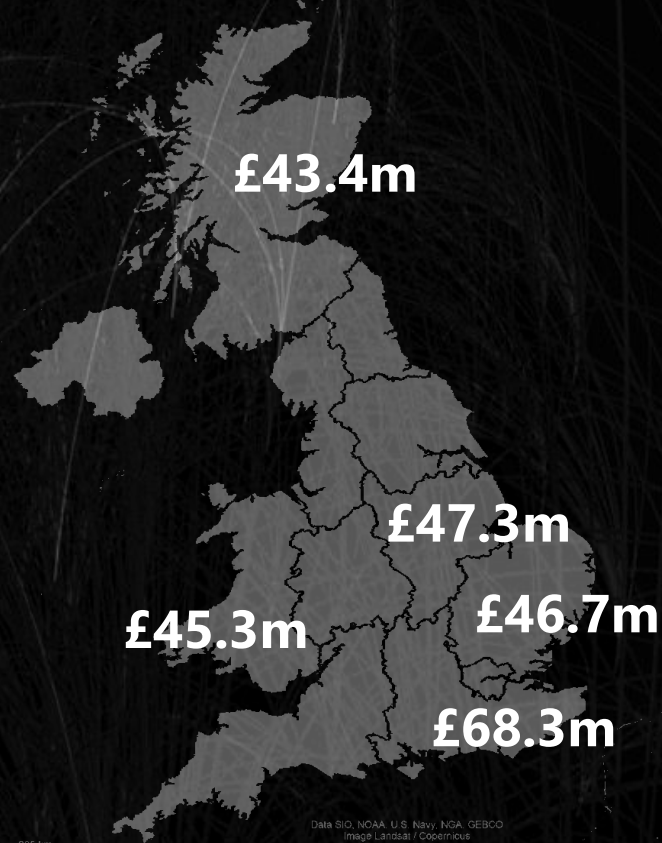 £43.4m
£47.3m
£46.7m
£45.3m
£68.3m
Data SIO, NOAA, U.S. Navy, NGA, GEBCO
Image Landsat / Copernicus